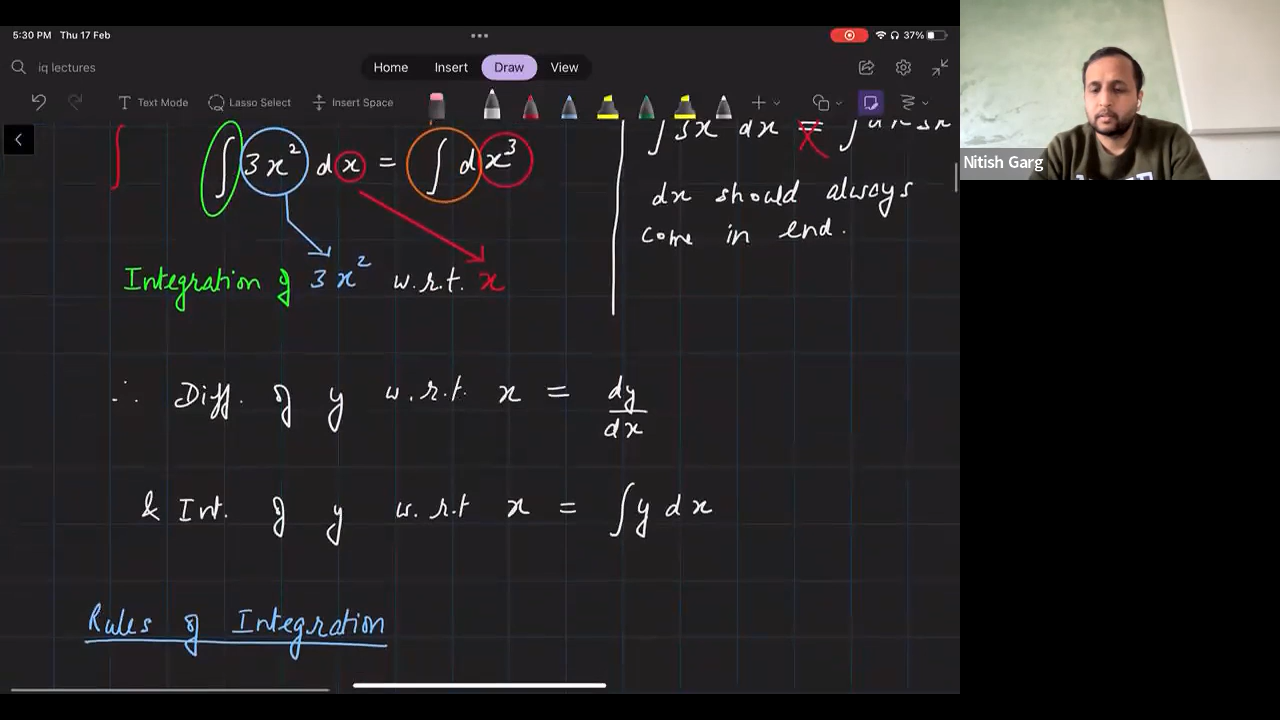 5:30 PM Thu 17 Feb
37%
iq lectures
Home Insert Draw View
Text Mode Lasso Select Insert Space
∫ 3x² dx = ∫ dx³
dx should always
come in end.
Integration of 3x² w.r.t. x
∴ Diff. of y w.r.t. x = dy/dx
& Int. of y w.r.t x = ∫ y dx
Rules of Integration
Nitish Garg